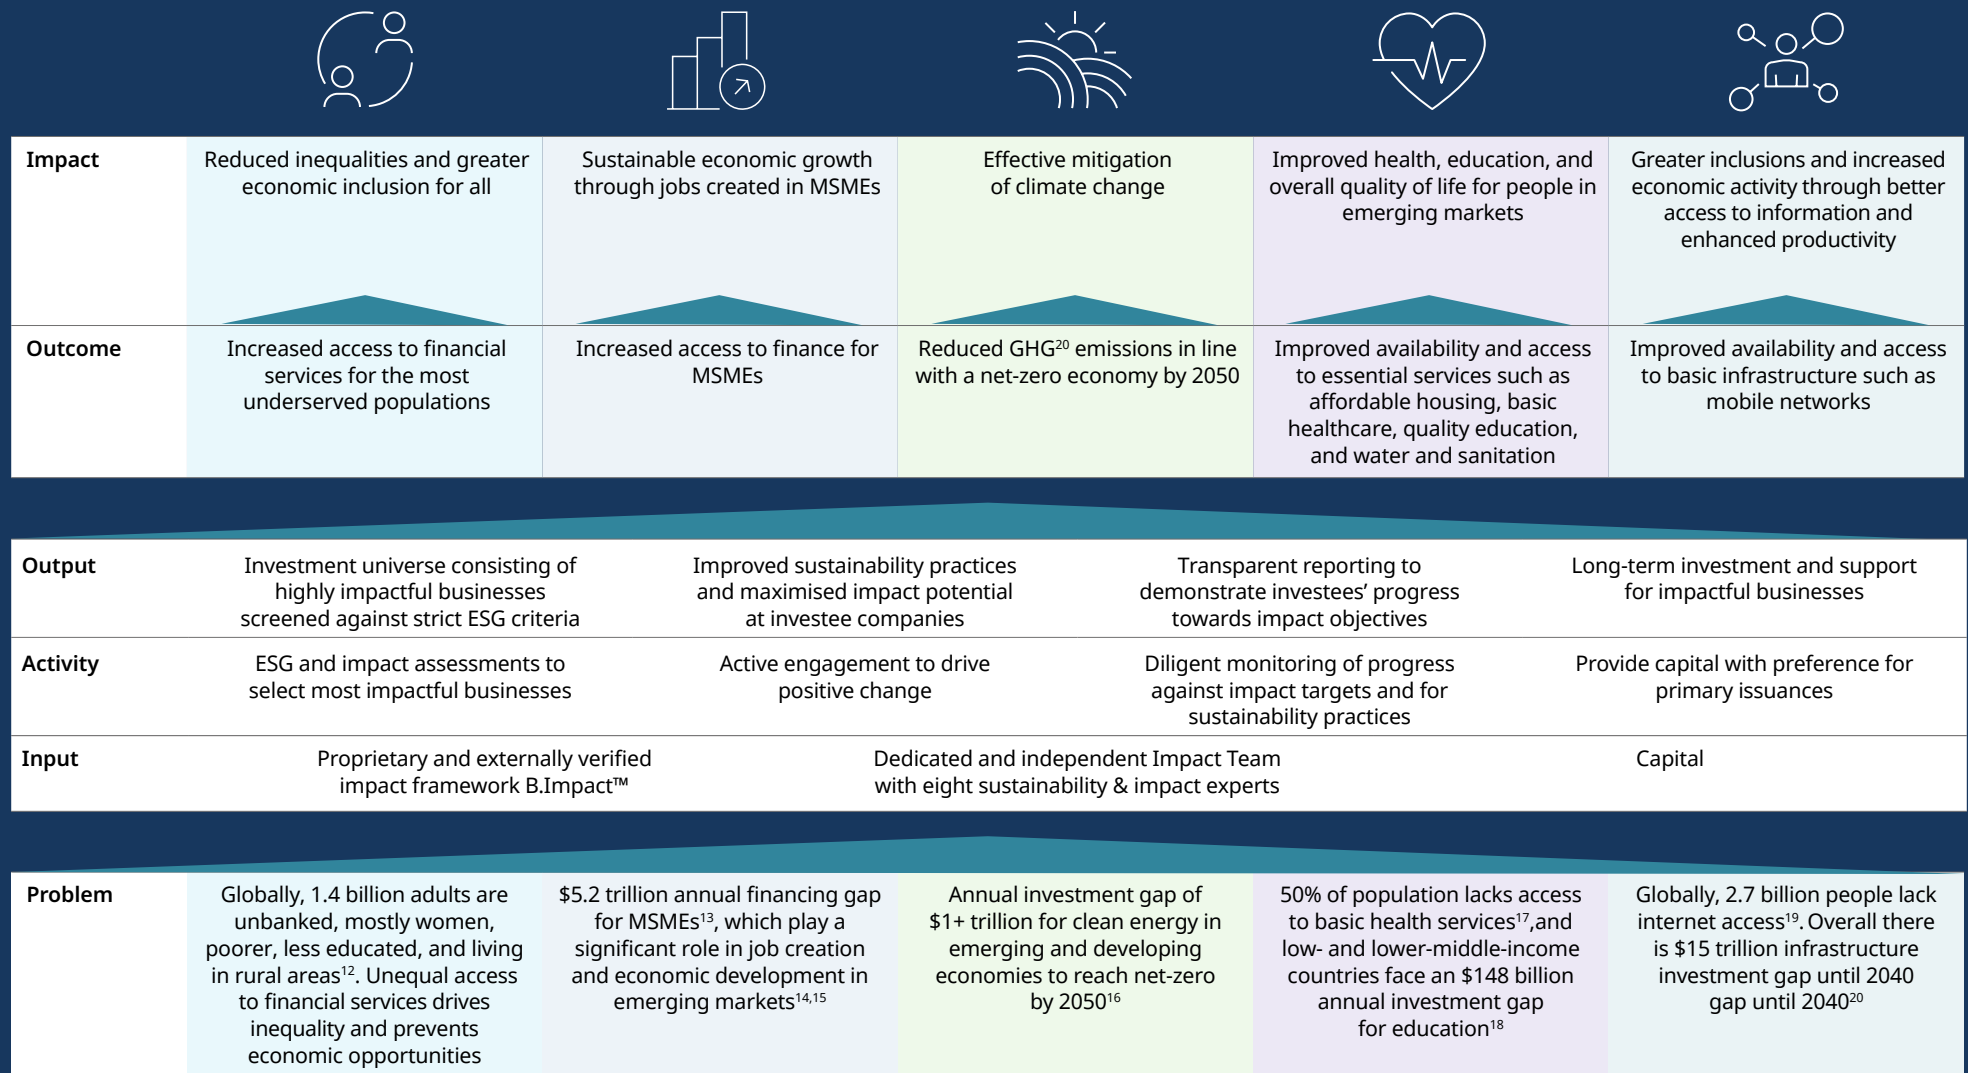 Impact
Reduced inequalities and greater
economic inclusion for all
Sustainable economic growth
through jobs created in MSMEs
Effective mitigation
of climate change
Improved health, education, and
overall quality of life for people in
emerging markets
Greater inclusions and increased
economic activity through better
access to information and
enhanced productivity
Outcome
Increased access to financial
services for the most
underserved populations
Increased access to finance for
MSMEs
Reduced GHG20 emissions in line
with a net-zero economy by 2050
Improved availability and access
to essential services such as
affordable housing, basic
healthcare, quality education,
and water and sanitation
Improved availability and access
to basic infrastructure such as
mobile networks
Output
Investment universe consisting of
highly impactful businesses
screened against strict ESG criteria
Improved sustainability practices
and maximised impact potential
at investee companies
Transparent reporting to
demonstrate investees’ progress
towards impact objectives
Long-term investment and support
for impactful businesses
Activity
ESG and impact assessments to
select most impactful businesses
Active engagement to drive
positive change
Diligent monitoring of progress
against impact targets and for
sustainability practices
Provide capital with preference for
primary issuances
Input
Proprietary and externally verified
impact framework B.Impact™
Dedicated and independent Impact Team
with eight sustainability & impact experts
Capital
Problem
Globally, 1.4 billion adults are
unbanked, mostly women,
poorer, less educated, and living
in rural areas12. Unequal access
to financial services drives
inequality and prevents
economic opportunities
$5.2 trillion annual financing gap
for MSMEs13, which play a
significant role in job creation
and economic development in
emerging markets14,15
Annual investment gap of
$1+ trillion for clean energy in
emerging and developing
economies to reach net-zero
by 205016
50% of population lacks access
to basic health services17,and
low- and lower-middle-income
countries face an $148 billion
annual investment gap
for education18
Globally, 2.7 billion people lack
internet access19. Overall there
is $15 trillion infrastructure
investment gap until 2040
gap until 204020